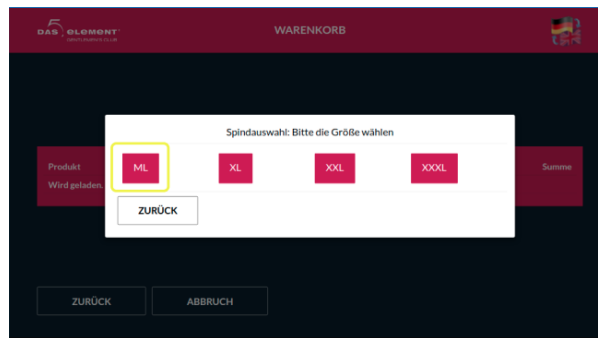 DAS 5 ELEMENT
WARENKORB
Spindauswahl: Bitte die Größe wählen
ML XL XXL XXXL
Produkt Summe
Wird geladen.
ZURÜCK
ZURÜCK ABBRUCH